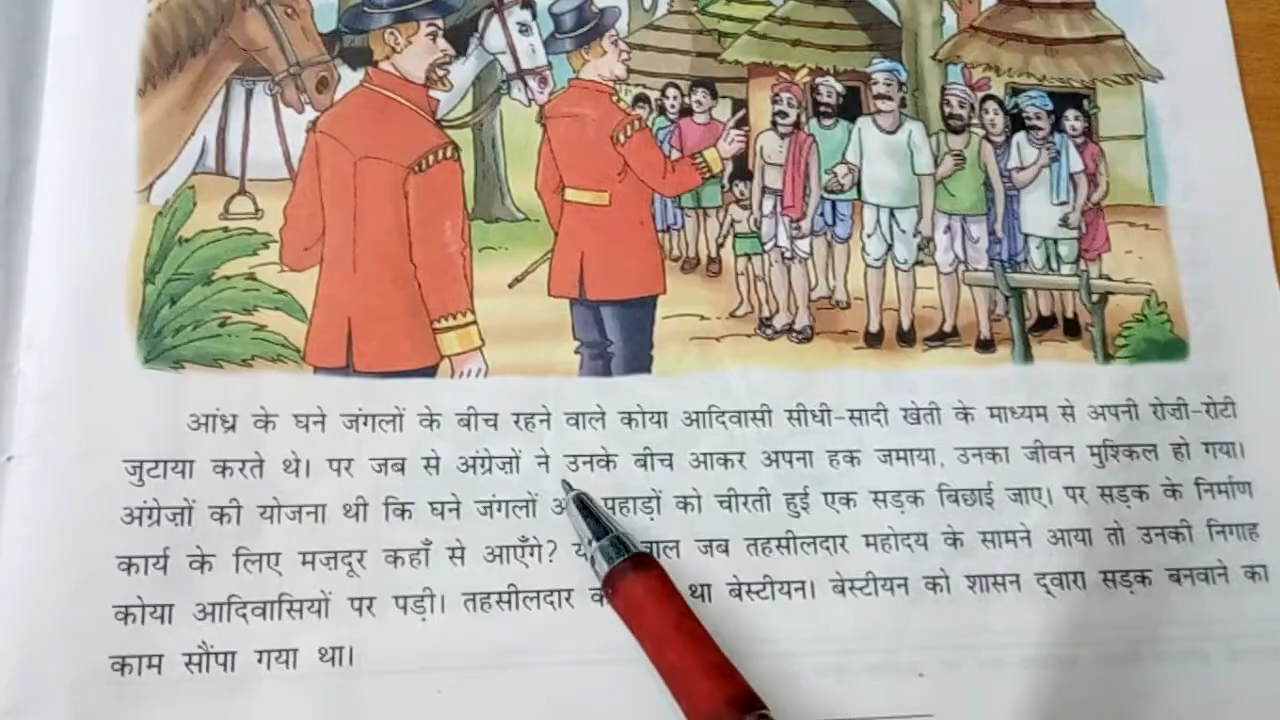 आंध्र के घने जंगलों के बीच रहने वाले कोया आदिवासी सीधी-सादी खेती के माध्यम से अपनी रोज़ी-रोटी
जुटाया करते थे। पर जब से अंग्रेज़ों ने उनके बीच आकर अपना हक जमाया, उनका जीवन मुश्किल हो गया।
अंग्रेज़ों की योजना थी कि घने जंगलों पहाड़ों को चीरती हुई एक सड़क बिछाई जाए। पर सड़क के निर्माण
कार्य के लिए मज़दूर कहाँ से आएँगे? जब तहसीलदार महोदय के सामने आया तो उनकी निगाह
कोया आदिवासियों पर पड़ी। तहसीलदार था बेस्टीयन। बेस्टीयन को शासन द्वारा सड़क बनवाने का
काम सौंपा गया था।